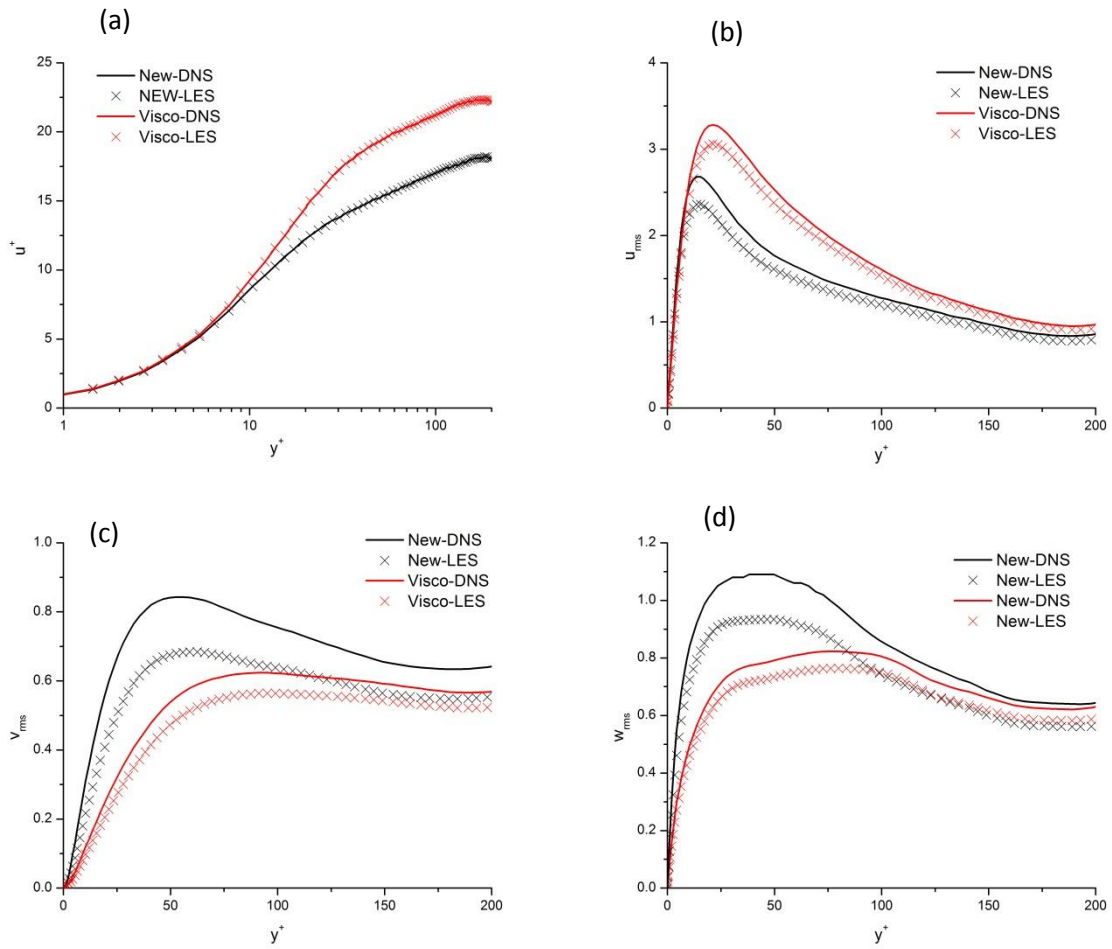 (a)
New-DNS
NEW-LES
Visco-DNS
Visco-LES
25
20
15
10
5
0
1
10
100
u+
y+
(b)
New-DNS
New-LES
Visco-DNS
Visco-LES
4
3
2
1
0
0
50
100
150
200
urms
y+
(c)
New-DNS
New-LES
Visco-DNS
Visco-LES
1.0
0.8
0.6
0.4
0.2
0.0
0
50
100
150
200
vrms
y+
(d)
New-DNS
New-LES
New-DNS
New-LES
1.2
1.0
0.8
0.6
0.4
0.2
0.0
0
50
100
150
200
wrms
y+